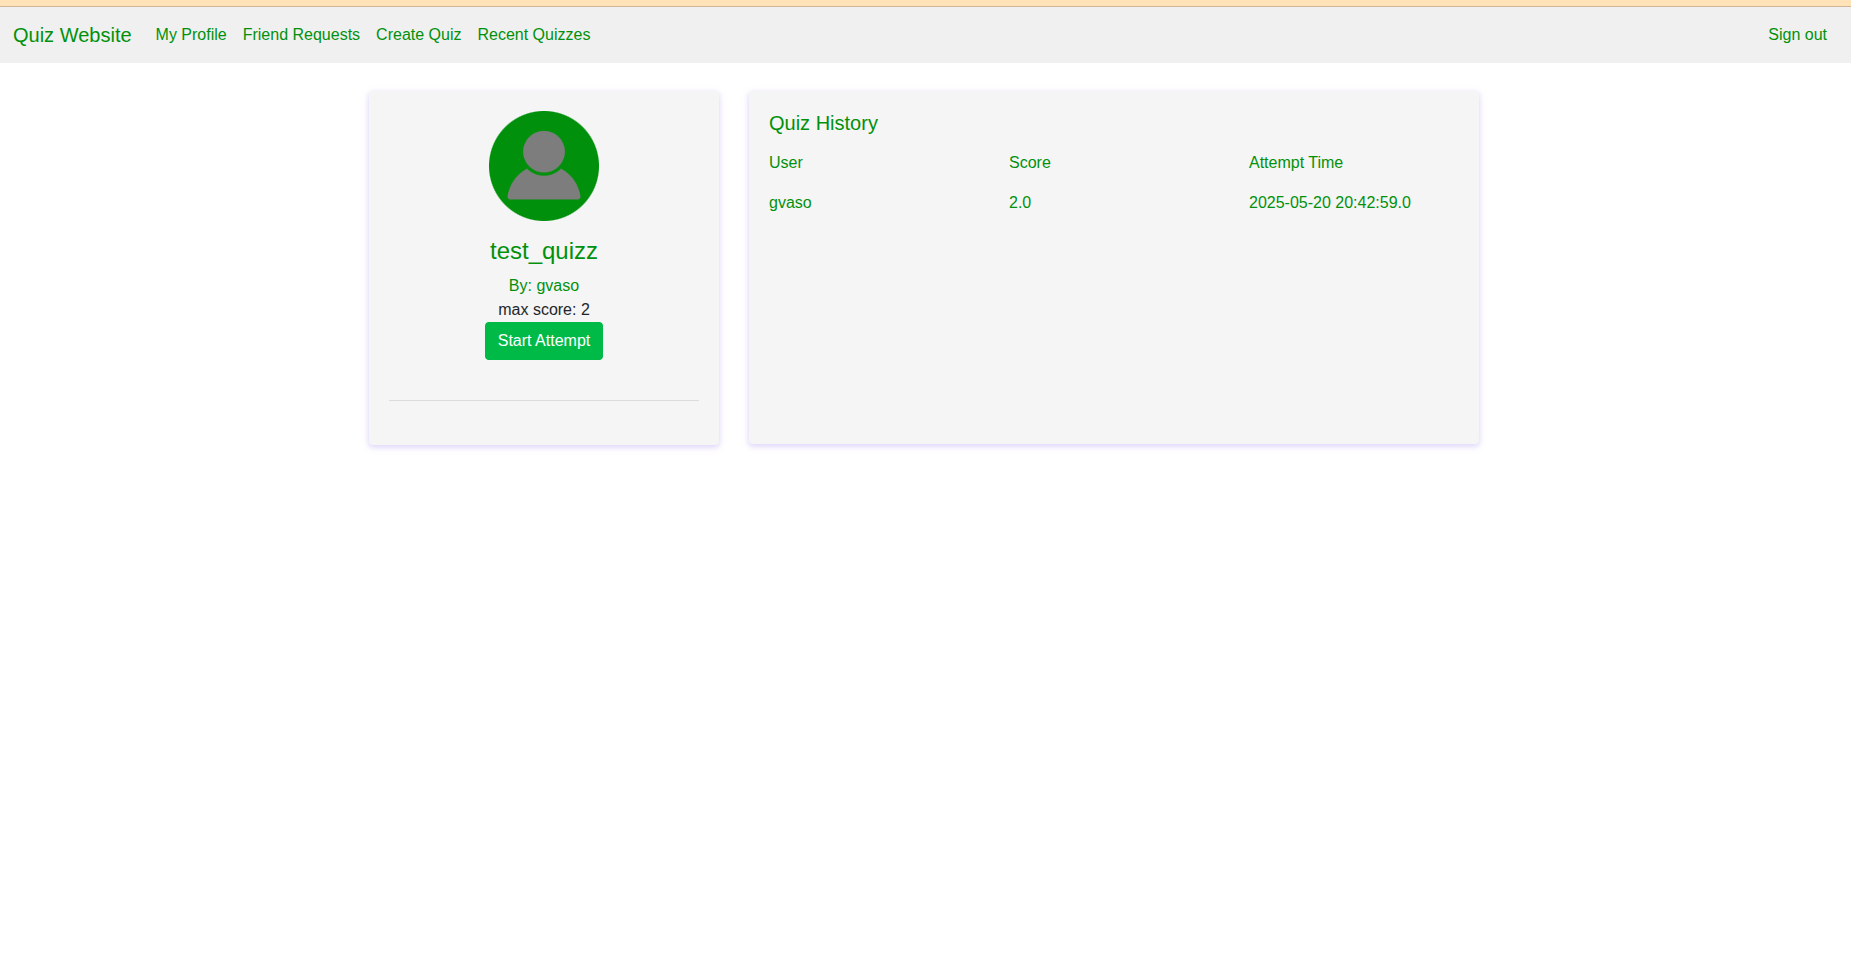 Quiz Website My Profile Friend Requests Create Quiz Recent Quizzes Sign out
test_quizz
By: gvaso
max score: 2
Start Attempt
Quiz History
User Score Attempt Time
gvaso 2.0 2025-05-20 20:42:59.0